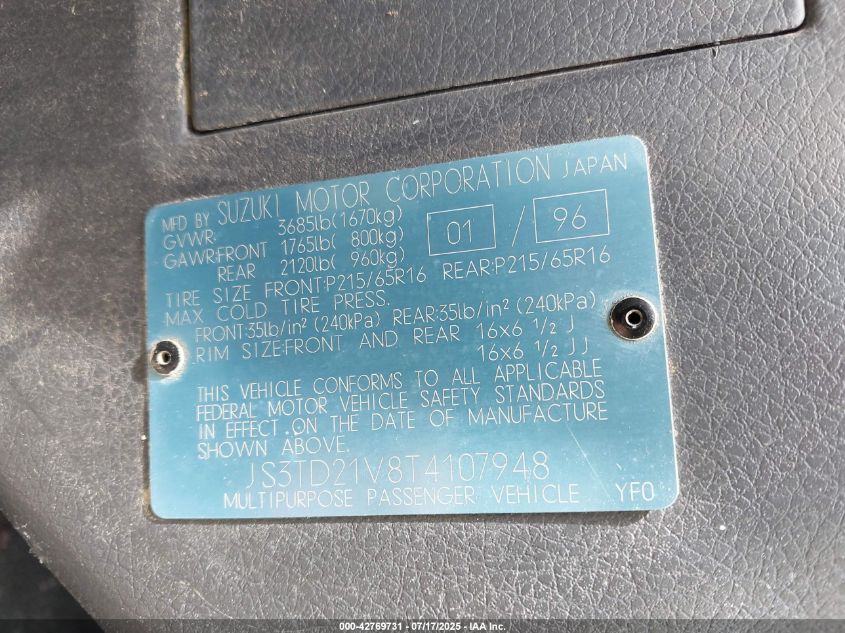 MFD BY SUZUKI MOTOR CORPORATION JAPAN
GVWR: 3685lb(1670kg)
GAWR:FRONT 1765lb( 800kg) 01 / 96
REAR 2120lb( 960kg)
TIRE SIZE FRONT:P215/65R16 REAR:P215/65R16
MAX COLD TIRE PRESS.
FRONT:35lb/in²(240kPa) REAR:35lb/in²(240kPa)
RIM SIZE:FRONT AND REAR 16x6 1/2 J
16x6 1/2 JJ
THIS VEHICLE CONFORMS TO ALL APPLICABLE
FEDERAL MOTOR VEHICLE SAFETY STANDARDS
IN EFFECT ON THE DATE OF MANUFACTURE
SHOWN ABOVE.
JS3TD21V8T4107948
MULTIPURPOSE PASSENGER VEHICLE YF0
000-42769731 - 07/17/2025 - IAA Inc.